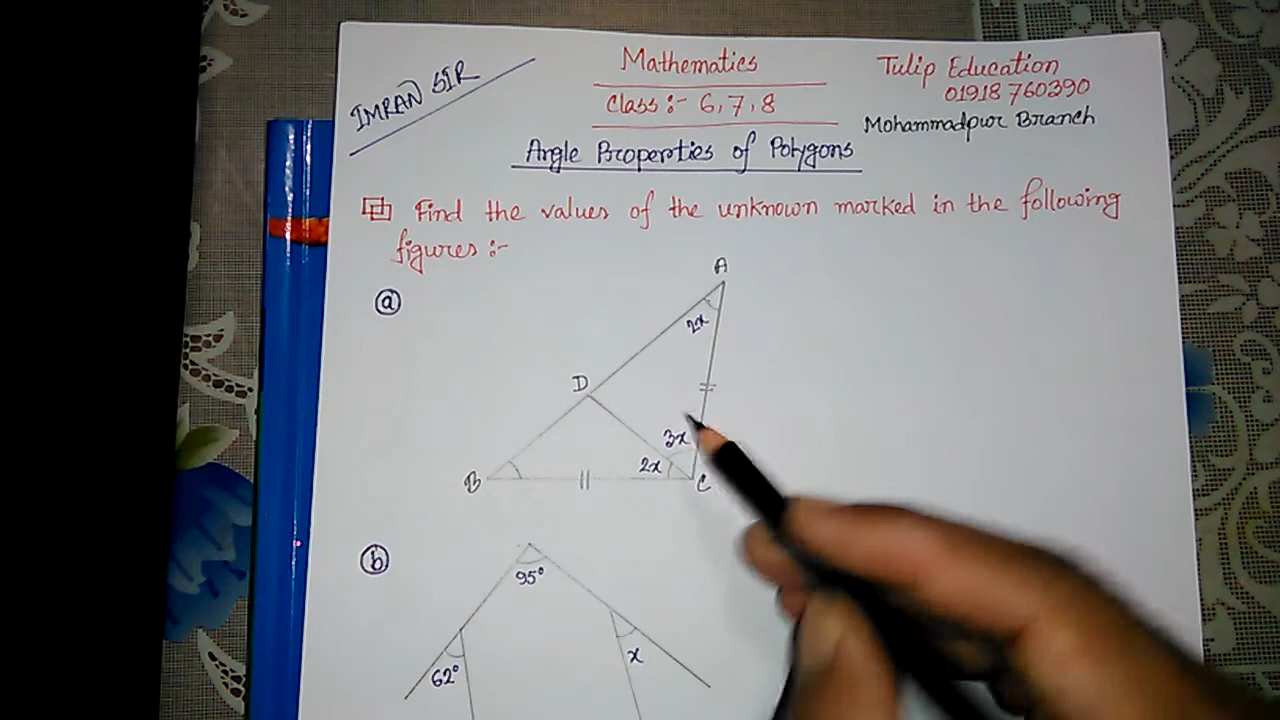 IMRAN SIR
Mathematics
Class :- 6, 7, 8
Tulip Education
01918 760390
Mohammadpur Branch
Angle Properties of Polygons
Find the values of the unknown marked in the following
figures :-
a
A
2x
D
3x
2x
B
C
b
95°
62°
x